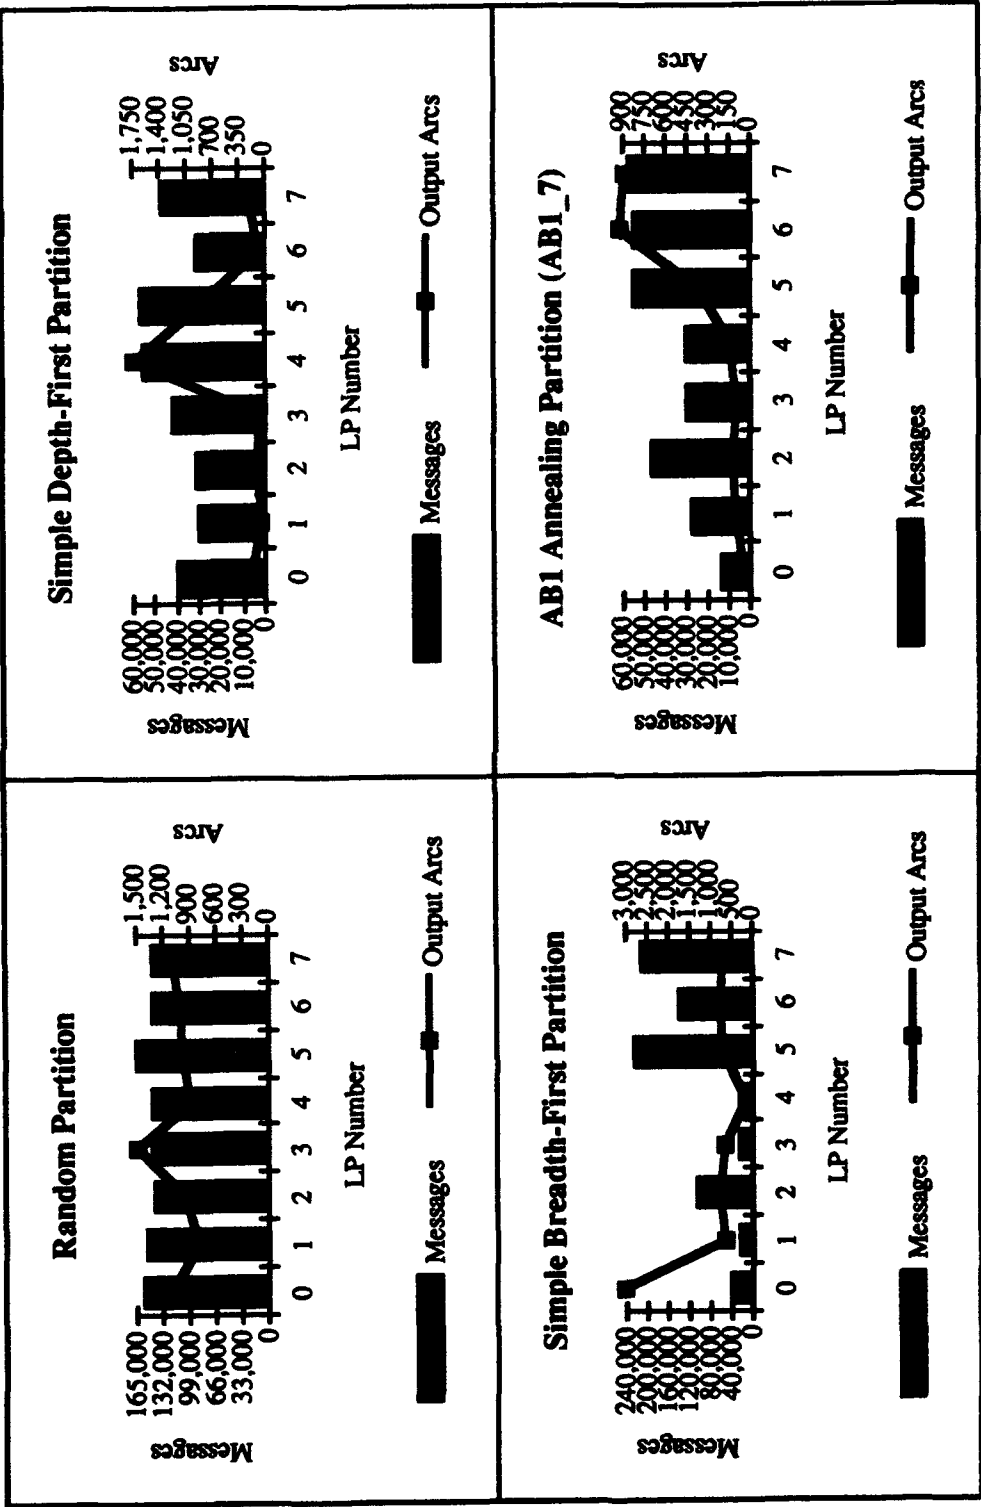 Random Partition
Messages
165,000
132,000
99,000
66,000
33,000
0
1,500
1,200
900
600
300
0
Arcs
0 1 2 3 4 5 6 7
LP Number
Messages Output Arcs
Simple Depth-First Partition
Messages
60,000
50,000
40,000
30,000
20,000
10,000
0
1,750
1,400
1,050
700
350
0
Arcs
0 1 2 3 4 5 6 7
LP Number
Messages Output Arcs
Simple Breadth-First Partition
Messages
240,000
200,000
160,000
120,000
80,000
40,000
0
3,000
2,500
2,000
1,500
1,000
500
0
Arcs
0 1 2 3 4 5 6 7
LP Number
Messages Output Arcs
AB1 Annealing Partition (AB1_7)
Messages
60,000
50,000
40,000
30,000
20,000
10,000
0
900
750
600
450
300
150
0
Arcs
0 1 2 3 4 5 6 7
LP Number
Messages Output Arcs